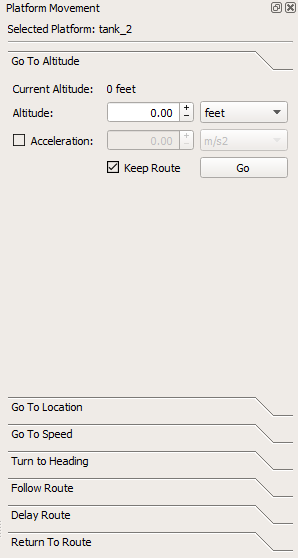 Platform Movement
Selected Platform: tank_2
Go To Altitude
Current Altitude: 0 feet
Altitude: 0.00 feet
Acceleration: 0.00 m/s2
Keep Route Go
Go To Location
Go To Speed
Turn to Heading
Follow Route
Delay Route
Return To Route